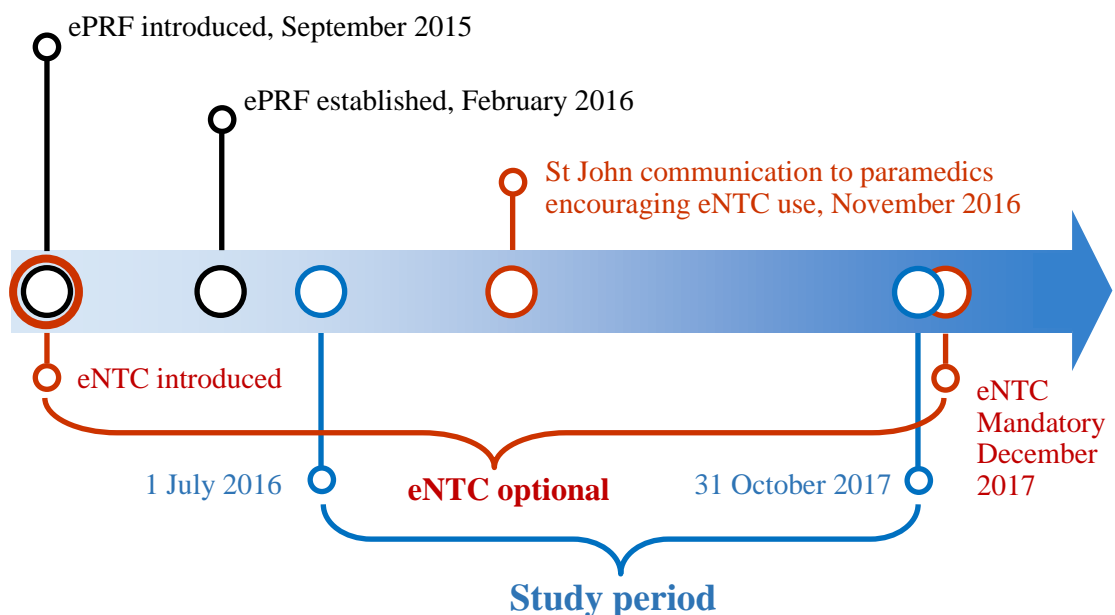 ePRF introduced, September 2015
ePRF established, February 2016
St John communication to paramedics
encouraging eNTC use, November 2016
eNTC introduced
eNTC
Mandatory
December
2017
eNTC optional
1 July 2016
31 October 2017
Study period